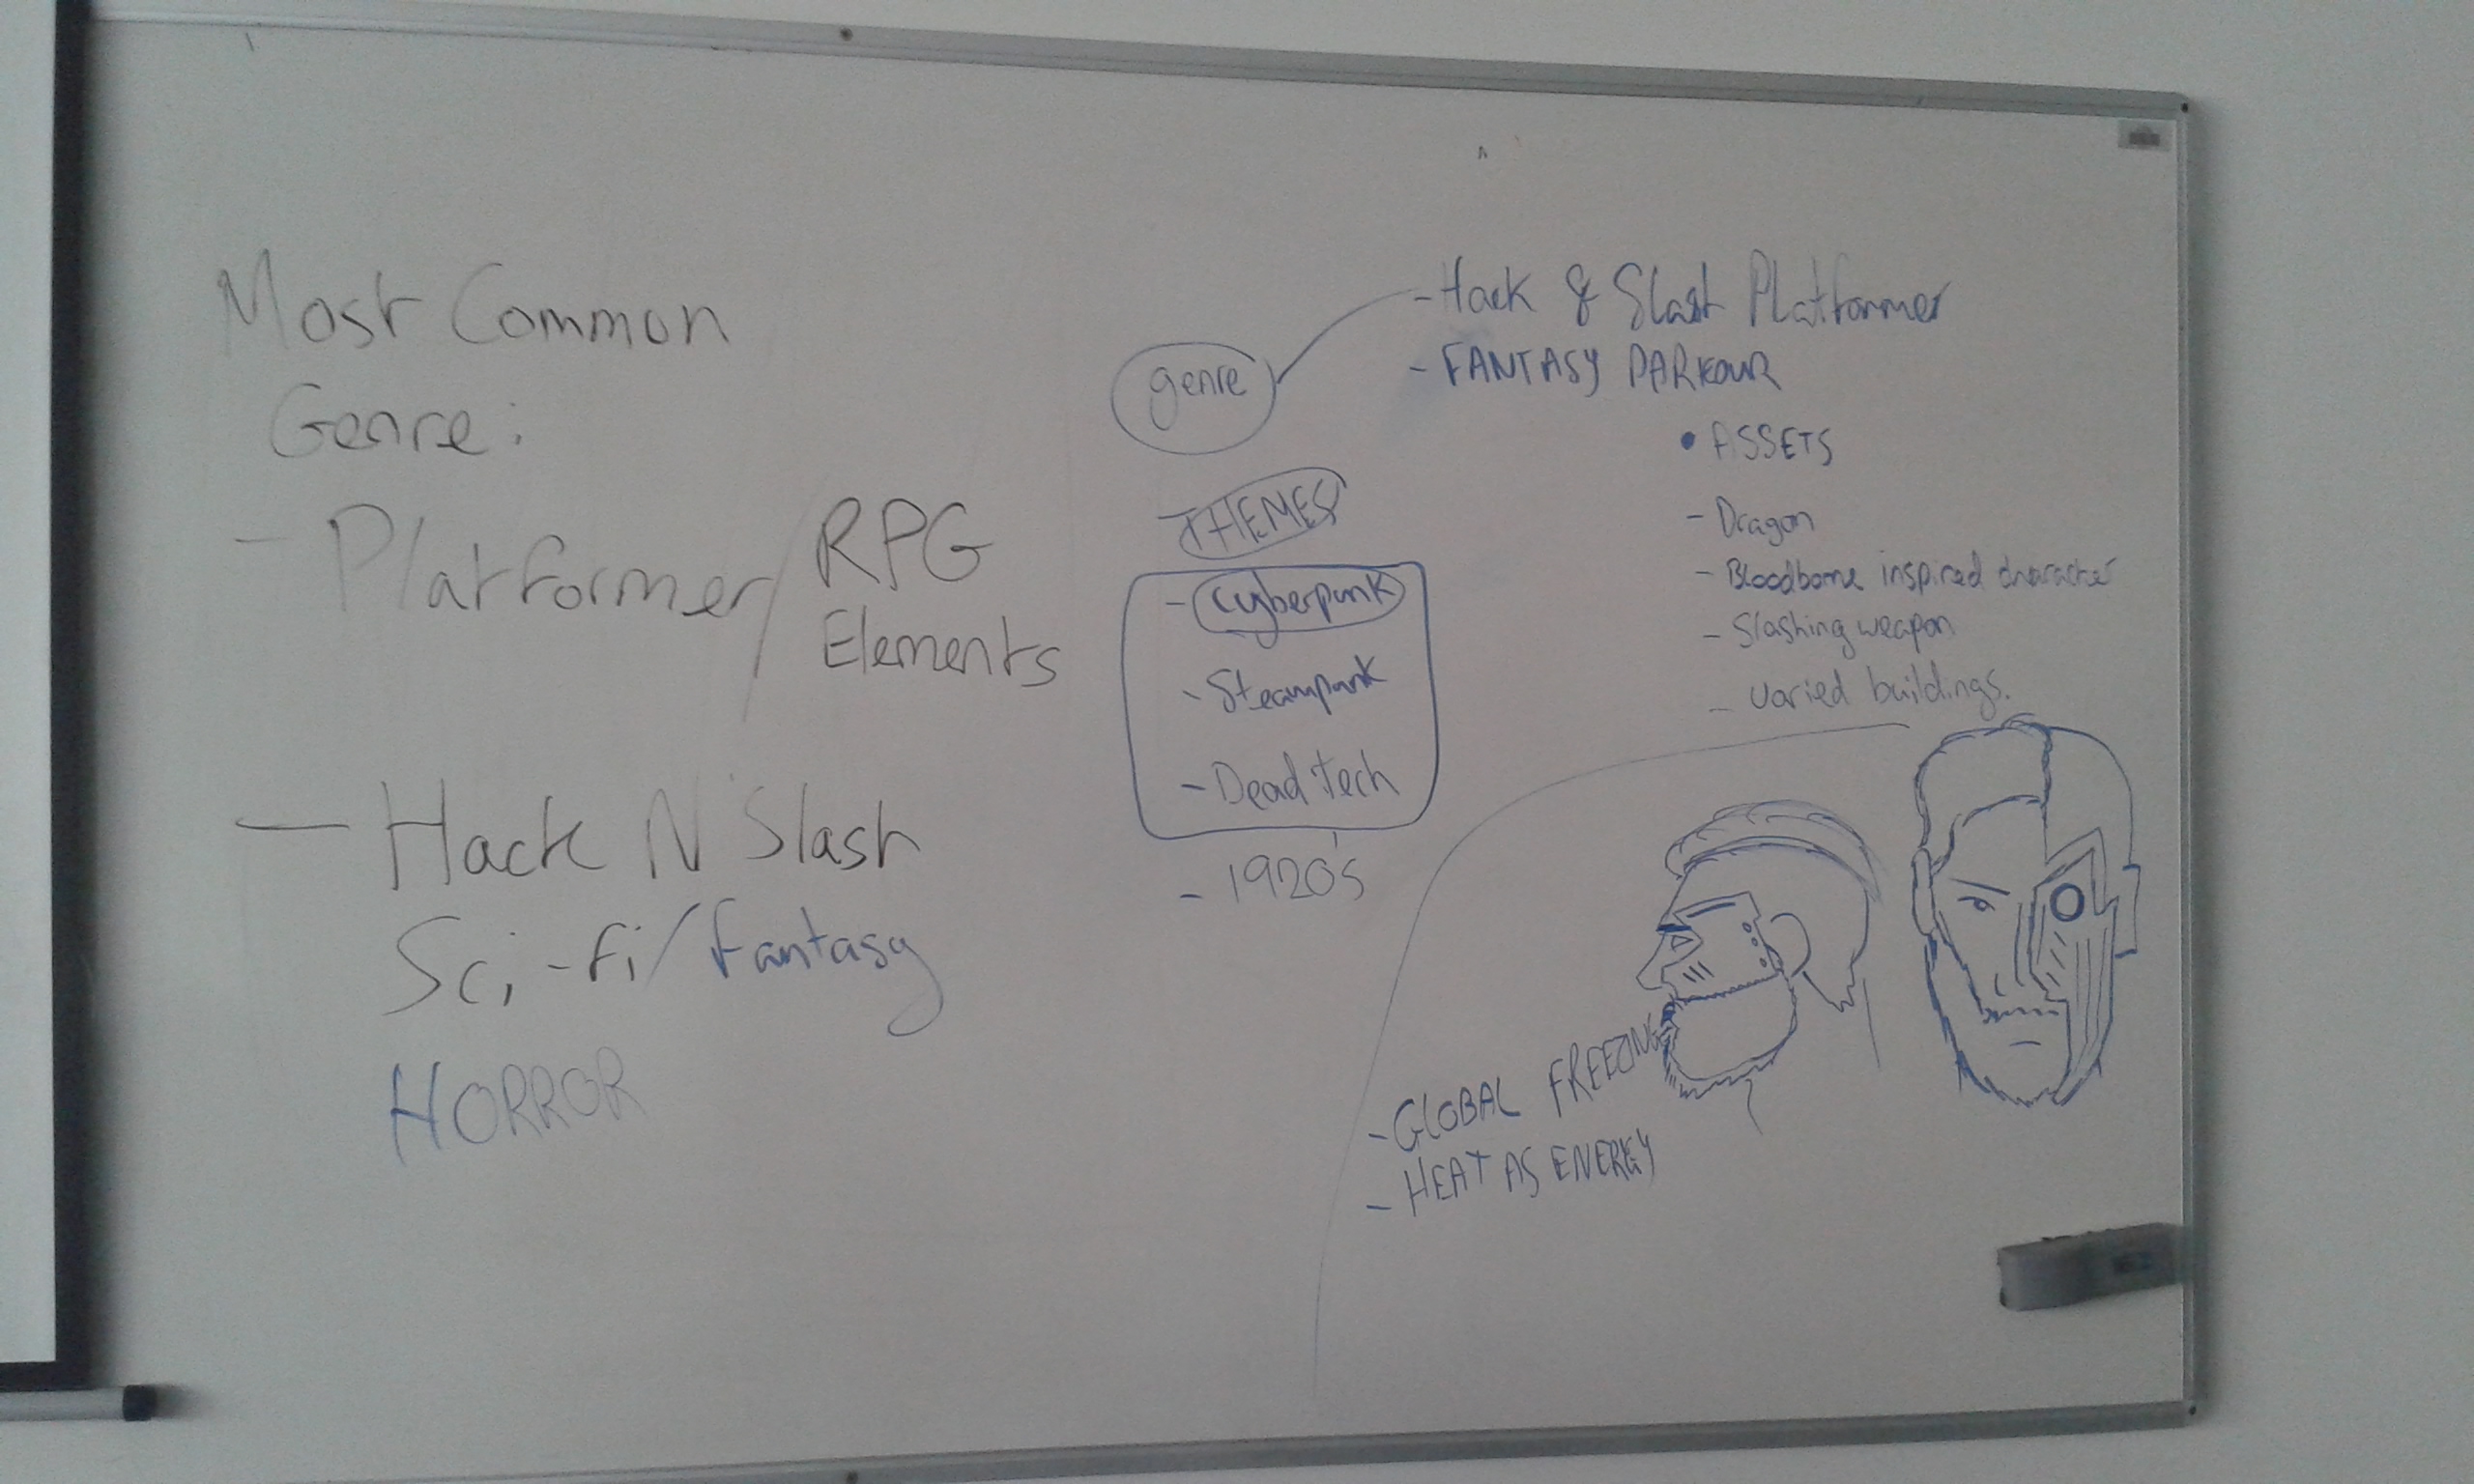 Most Common
Genre:
- Platformer / RPG
Elements
- Hack N Slash
Sci-fi/Fantasy
HORROR
genre
- Hack & Slash Platformer
- FANTASY PARKOUR
• ASSETS
- Dragon
- Bloodborne inspired character
- Slashing weapon
- varied buildings.
THEMES
- Cyberpunk
- Steampunk
- Dead tech
- 1920's
- GLOBAL FREEZING
- HEAT AS ENERGY